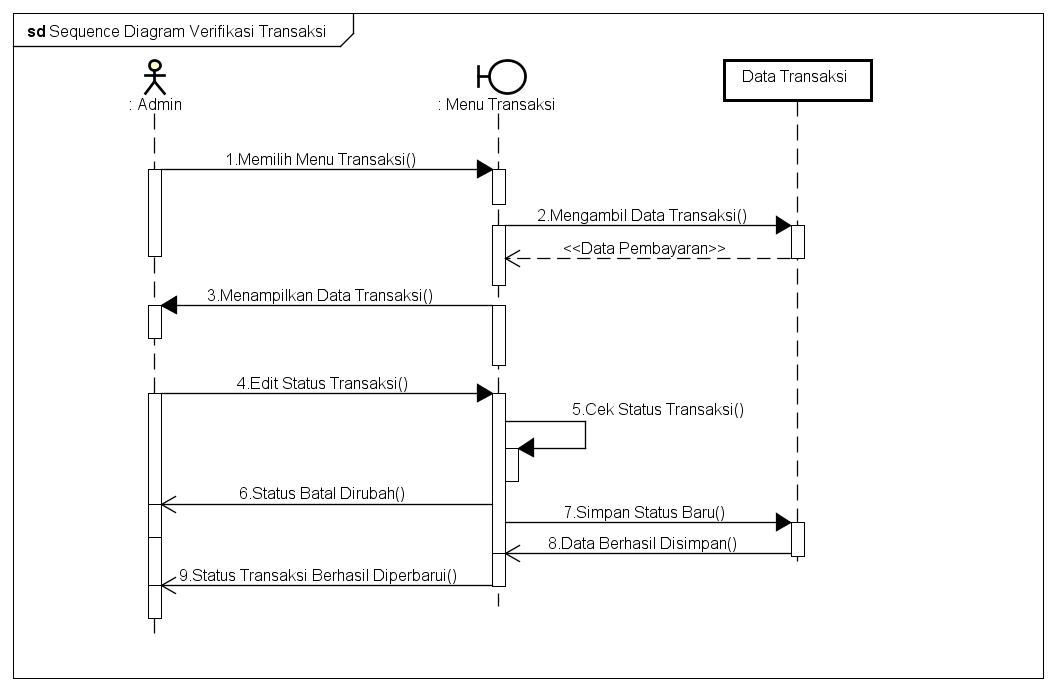 sd Sequence Diagram Verifikasi Transaksi
: Admin
: Menu Transaksi
Data Transaksi
1.Memilih Menu Transaksi()
2.Mengambil Data Transaksi()
<<Data Pembayaran>>
3.Menampilkan Data Transaksi()
4.Edit Status Transaksi()
5.Cek Status Transaksi()
6.Status Batal Dirubah()
7.Simpan Status Baru()
8.Data Berhasil Disimpan()
9.Status Transaksi Berhasil Diperbarui()